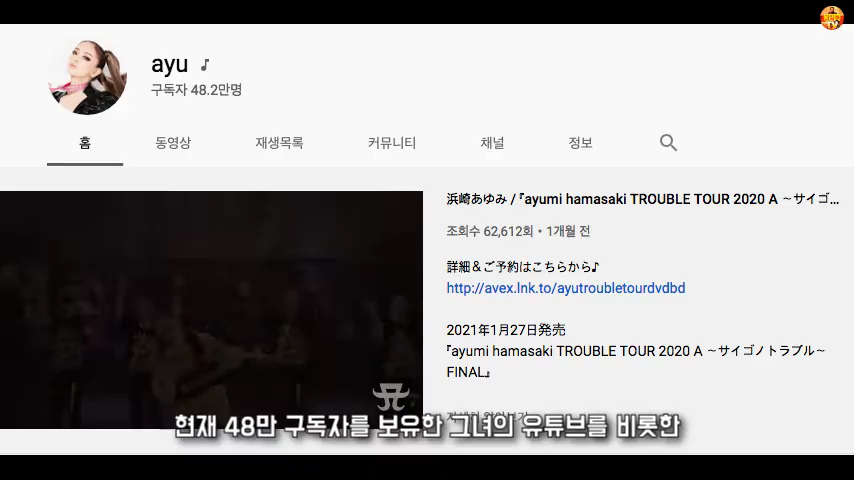 TV
ayu ♪
구독자 48.2만명
홈 동영상 재생목록 커뮤니티 채널 정보
浜崎あゆみ / 『ayumi hamasaki TROUBLE TOUR 2020 A ～サイゴ...
조회수 62,612회 • 1개월 전
詳細＆ご予約はこちらから♪
http://avex.lnk.to/ayutroubletourdvdbd
2021年1月27日発売
『ayumi hamasaki TROUBLE TOUR 2020 A ～サイゴノトラブル～
FINAL』
현재 48만 구독자를 보유한 그녀의 유튜브를 비롯한